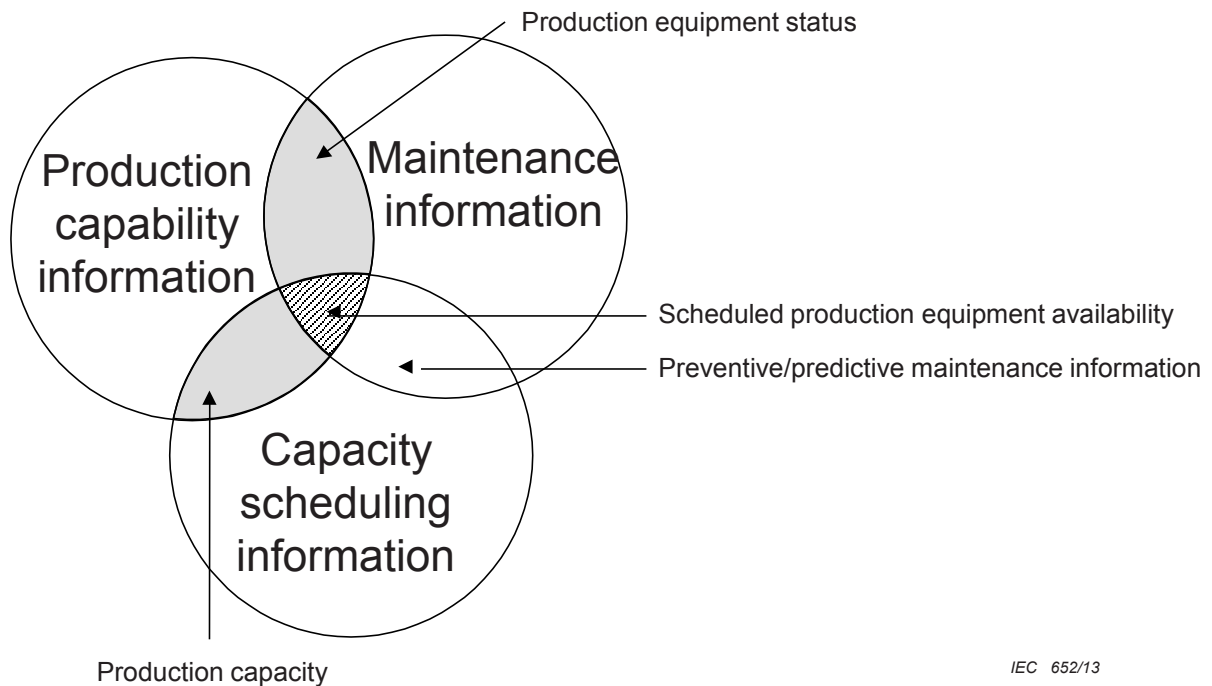 Production equipment status
Production
capability
information
Maintenance
information
Scheduled production equipment availability
Preventive/predictive maintenance information
Capacity
scheduling
information
Production capacity
IEC 652/13